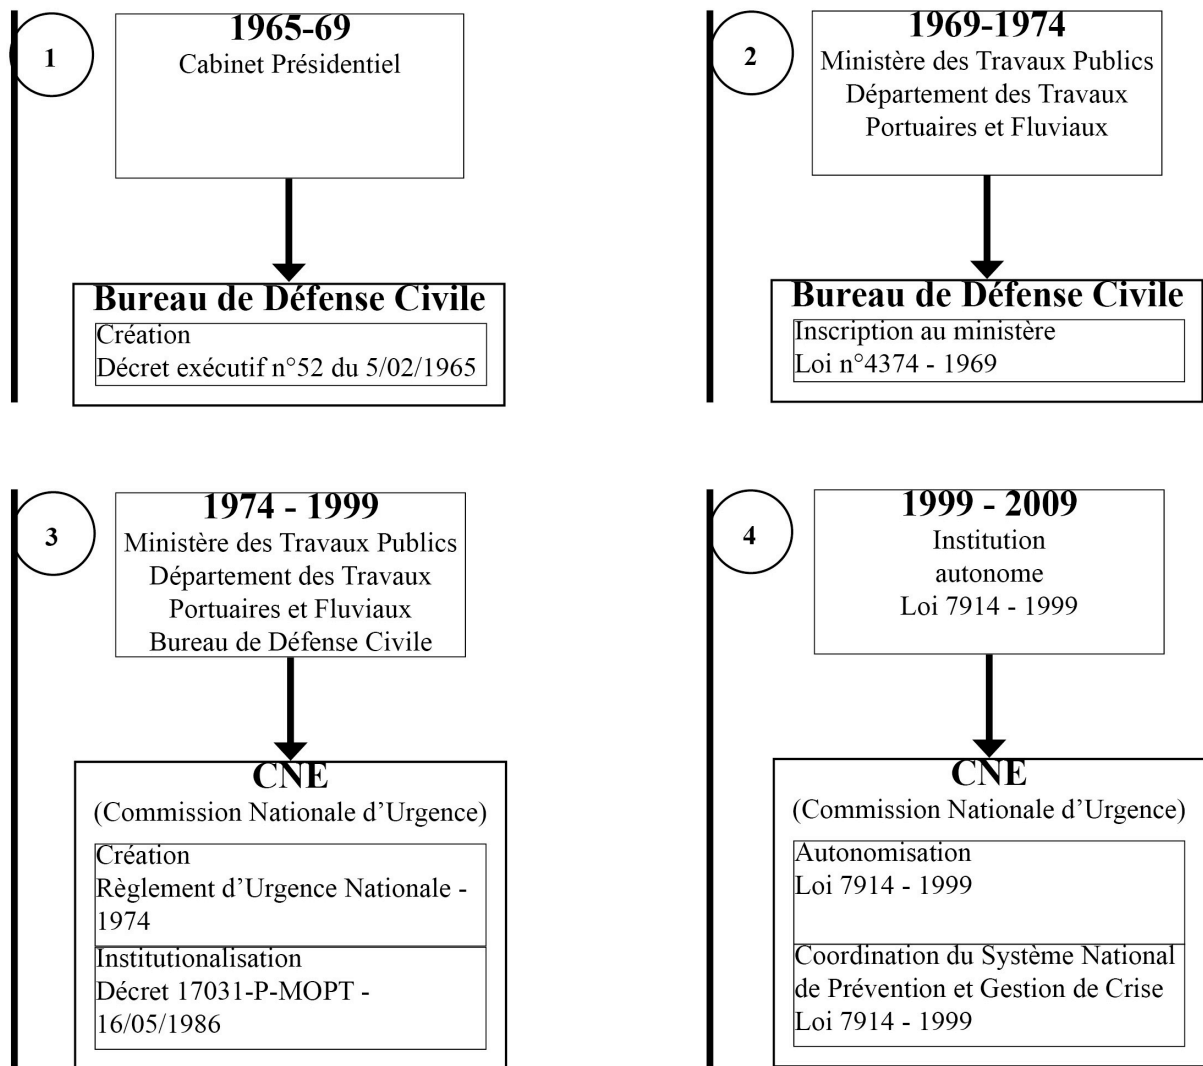 1
1965-69
Cabinet Présidentiel
Bureau de Défense Civile
Création
Décret exécutif n°52 du 5/02/1965
2
1969-1974
Ministère des Travaux Publics
Département des Travaux
Portuaires et Fluviaux
Bureau de Défense Civile
Inscription au ministère
Loi n°4374 - 1969
3
1974 - 1999
Ministère des Travaux Publics
Département des Travaux
Portuaires et Fluviaux
Bureau de Défense Civile
CNE
(Commission Nationale d’Urgence)
Création
Règlement d’Urgence Nationale -
1974
Institutionalisation
Décret 17031-P-MOPT -
16/05/1986
4
1999 - 2009
Institution
autonome
Loi 7914 - 1999
CNE
(Commission Nationale d’Urgence)
Autonomisation
Loi 7914 - 1999
Coordination du Système National
de Prévention et Gestion de Crise
Loi 7914 - 1999